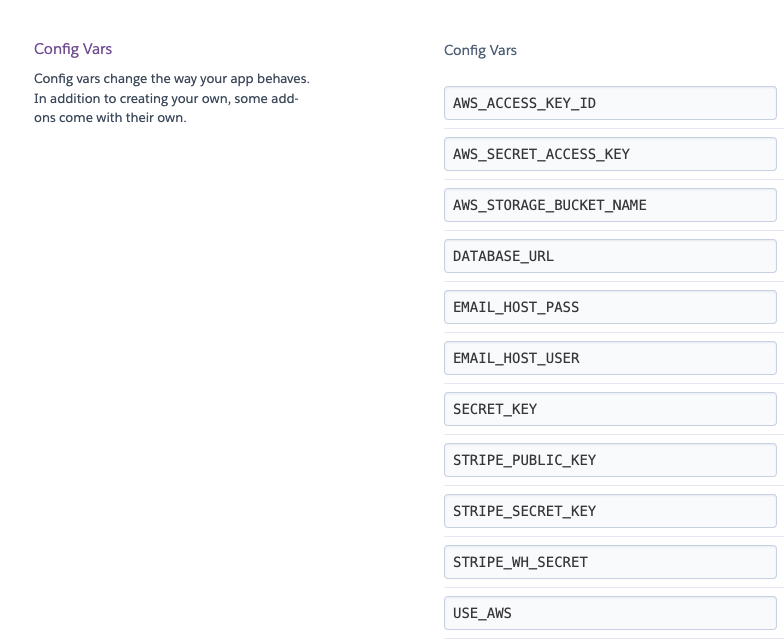 Config Vars
Config vars change the way your app behaves.
In addition to creating your own, some add-
ons come with their own.
Config Vars
AWS_ACCESS_KEY_ID
AWS_SECRET_ACCESS_KEY
AWS_STORAGE_BUCKET_NAME
DATABASE_URL
EMAIL_HOST_PASS
EMAIL_HOST_USER
SECRET_KEY
STRIPE_PUBLIC_KEY
STRIPE_SECRET_KEY
STRIPE_WH_SECRET
USE_AWS